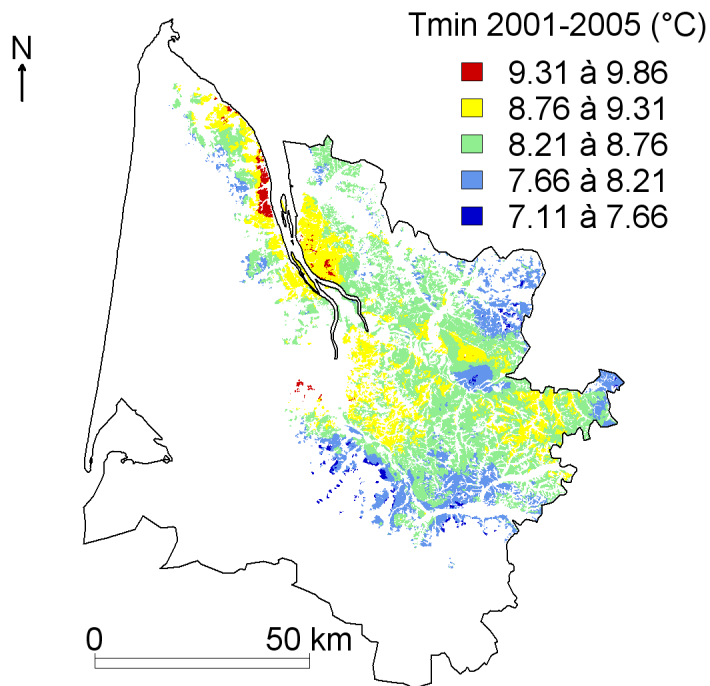 Tmin 2001-2005 (°C)
N
9.31 à 9.86
8.76 à 9.31
8.21 à 8.76
7.66 à 8.21
7.11 à 7.66
0 50 km